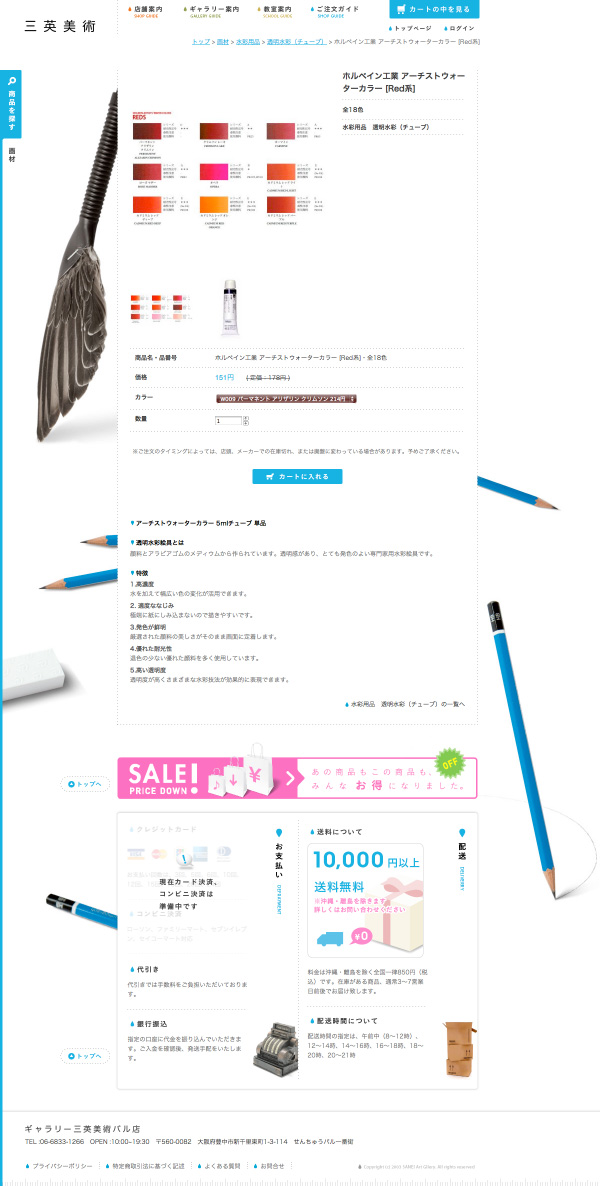 三英美術
店舗案内
SHOP GUIDE
ギャラリー案内
GALLERY GUIDE
教室案内
SCHOOL GUIDE
ご注文ガイド
SHOP GUIDE
カートの中を見る
トップページ
ログイン
トップ > 画材 > 水彩用品 > 透明水彩（チューブ） > ホルベイン工業 アーチストウォーターカラー [Red系]
商品を探す
画材
ホルベイン工業 アーチストウォーターカラー [Red系]
全18色
水彩用品　透明水彩（チューブ）
REDS
商品名・品番号
ホルベイン工業 アーチストウォーターカラー [Red系]・全18色
価格
151円
（ 定価：178円 ）
カラー
W009 パーマネント アリザリン クリムソン 214円
数量
1
※ご注文のタイミングによっては、店頭、メーカーでの在庫切れ、または廃盤に変わっている場合があります。予めご了承ください。
カートに入れる
アーチストウォーターカラー 5mlチューブ 単品
透明水彩絵具とは
顔料とアラビアゴムのメディウムから作られています。透明感があり、とても発色のよい専門家用水彩絵具です。
特徴
1.高濃度
水を加えて幅広い色の変化が活用できます。
2. 適度ななじみ
極端に紙にしみ込まないので描きやすいです。
3.発色が鮮明
厳選された顔料の美しさがそのまま画面に定着します。
4.優れた耐光性
退色の少ない優れた顔料を多く使用しています。
5.高い透明度
透明度が高くさまざまな水彩技法が効果的に表現できます。
水彩用品　透明水彩（チューブ）の一覧へ
トップへ
SALE!
PRICE DOWN!
あの商品もこの商品も、
みんな お得 になりました。
OFF
クレジットカード
現在カード決済、
コンビニ決済は
準備中です
コンビニ決済
代引き
代引きでは手数料をご負担いただいております。
銀行振込
指定の口座に代金を振り込んでいただきます。ご入金を確認後、発送手配をいたします。
お支払い
送料について
10,000円以上
送料無料
※沖縄・離島を除きます
詳しくはお問い合わせください
¥0
料金は沖縄・離島を除く全国一律850円（税込）です。在庫がある商品、通常3〜7営業日前後でお届け致します。
配送時間について
配送時間の指定は、午前中（8〜12時）、12〜14時、14〜16時、16〜18時、18〜20時、20〜21時
配送
DELIVERY
トップへ
ギャラリー三英美術パル店
TEL :06-6833-1266　OPEN :10:00~19:30　〒560-0082　大阪府豊中市新千里東町1-3-114　せんちゅうパル一番街
プライバシーポリシー
特定商取引法に基づく記述
よくある質問
お問合せ